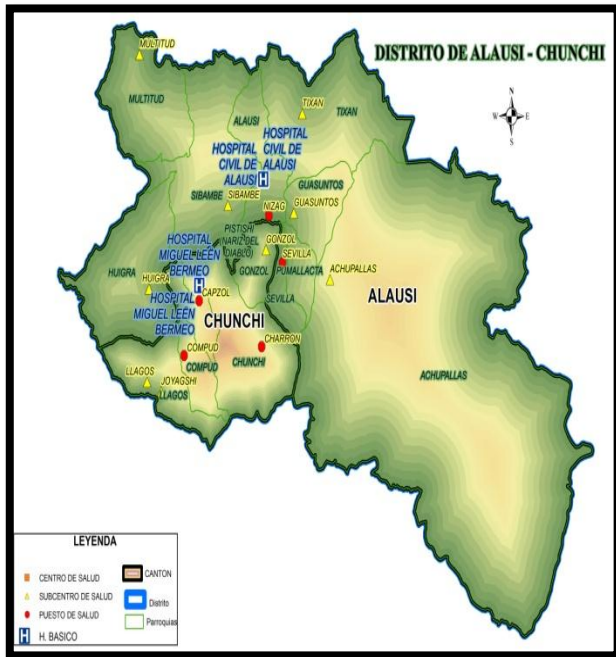 DISTRITO DE ALAUSI - CHUNCHI
N
W E
S
MULTITUD
MULTITUD
ALAUSI
TIXAN
TIXAN
HOSPITAL
CIVIL DE
ALAUSI
HOSPITAL
CIVIL DE
ALAUSI
H
GUASUNTOS
SIBAMBE
SIBAMBE
NIZAG
GUASUNTOS
PISTISHI
NARIZ DEL
DIABLO)
HOSPITAL
MIGUEL LEÉN
BERMEO
GONZOL
GONZOL
SEVILLA
PUMALLACTA
ACHUPALLAS
HUIGRA
HUIGRA
H
CAPZOL
HOSPITAL
MIGUEL LEÉN
BERMEO
SEVILLA
ALAUSI
CHUNCHI
CHARRON
COMPUD
COMPUD
CHUNCHI
ACHUPALLAS
LLAGOS
JOYAGSHI
LLAGOS
LEYENDA
CENTRO DE SALUD
SUBCENTRO DE SALUD
PUESTO DE SALUD
H H. BASICO
CANTON
Distrito
Parroquias